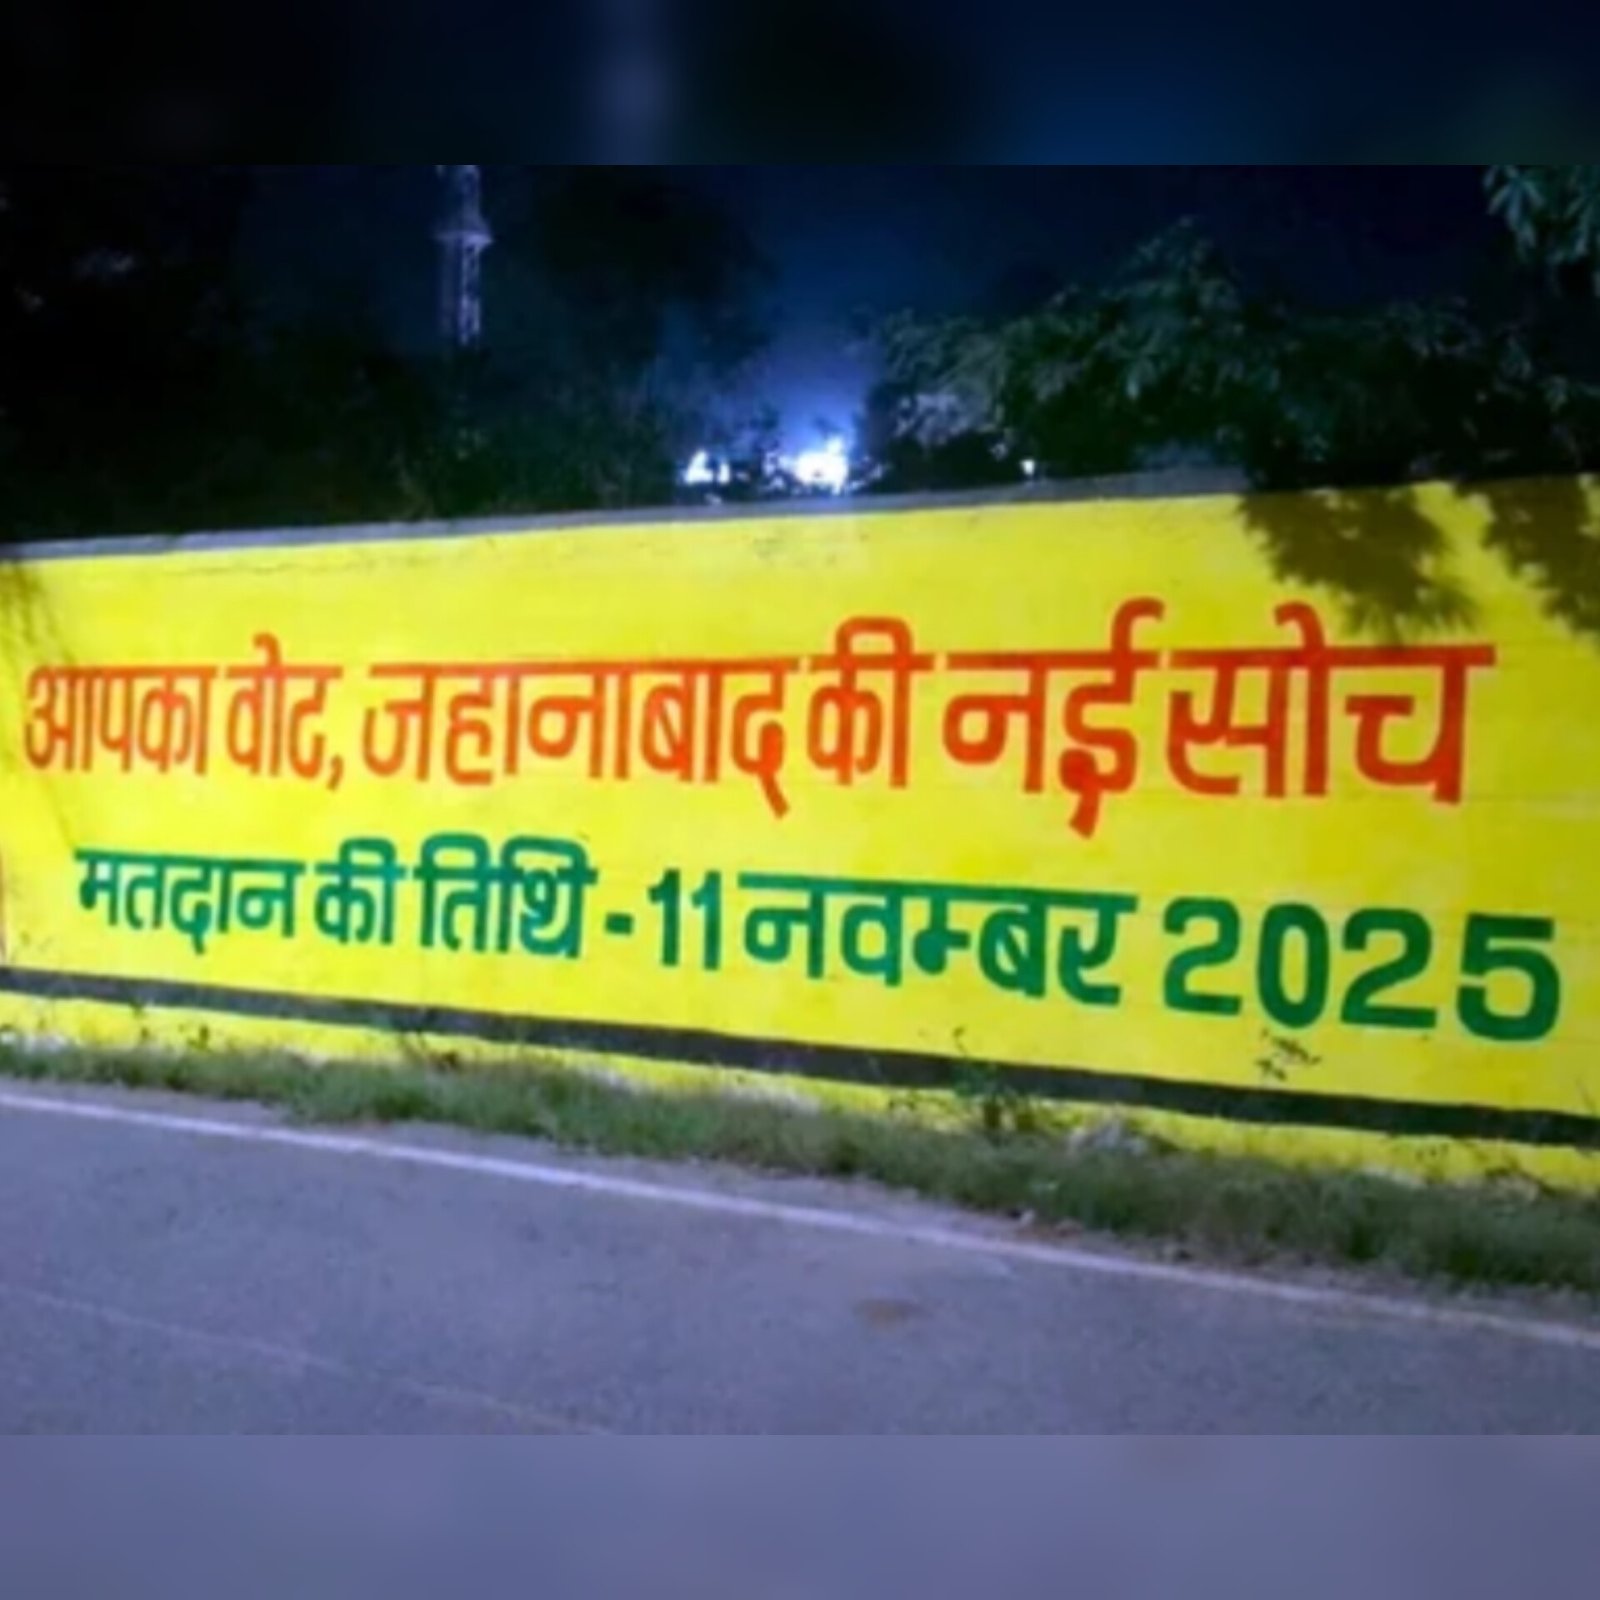 आपका वोट, जहानाबाद की नई सोच
मतदान की तिथि - 11 नवम्बर 2025